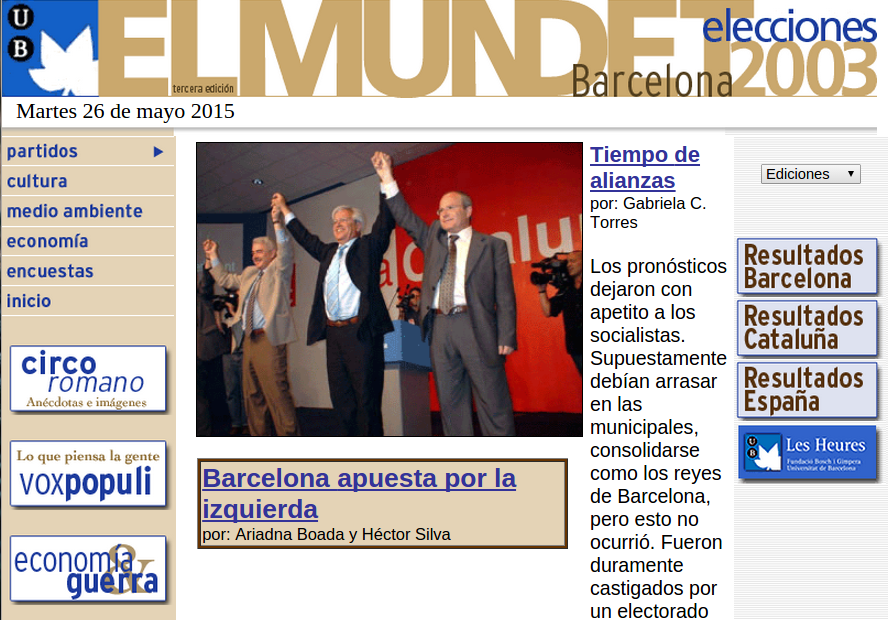 U
B
EL MUNDET
elecciones
tercera edición
Barcelona
2003
Martes 26 de mayo 2015
partidos
cultura
medio ambiente
economía
encuestas
inicio
circo
romano
Anécdotas e imágenes
Lo que piensa la gente
voxpopuli
economía
&
guerra
Barcelona apuesta por la
izquierda
por: Ariadna Boada y Héctor Silva
Tiempo de
alianzas
por: Gabriela C.
Torres
Los pronósticos
dejaron con
apetito a los
socialistas.
Supuestamente
debían arrasar
en las
municipales,
consolidarse
como los reyes
de Barcelona,
pero esto no
ocurrió. Fueron
duramente
castigados por
un electorado
Ediciones
Resultados
Barcelona
Resultados
Cataluña
Resultados
España
U
B
Les Heures
Fundació Bosch i Gimpera
Universitat de Barcelona